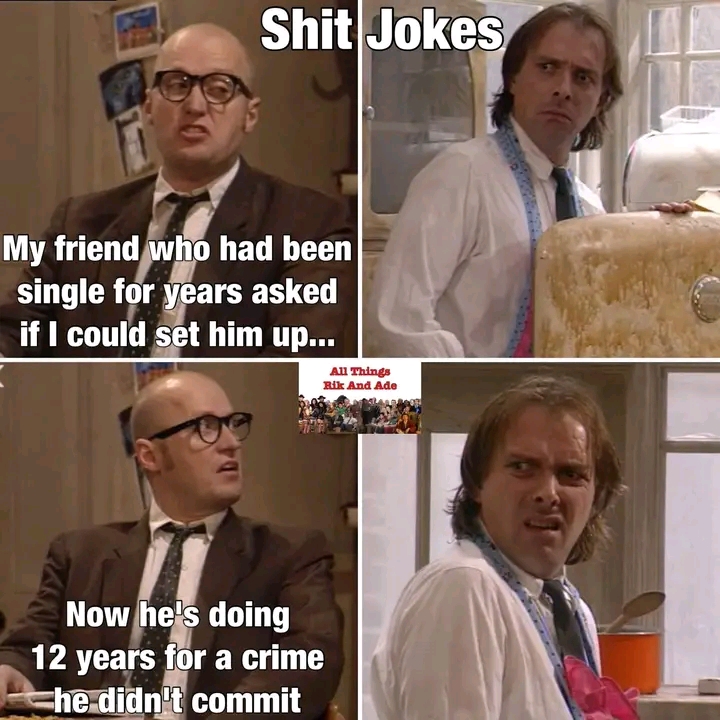 Shit Jokes
My friend who had been
single for years asked
if I could set him up...
All Things
Rik And Ade
Now he's doing
12 years for a crime
he didn't commit